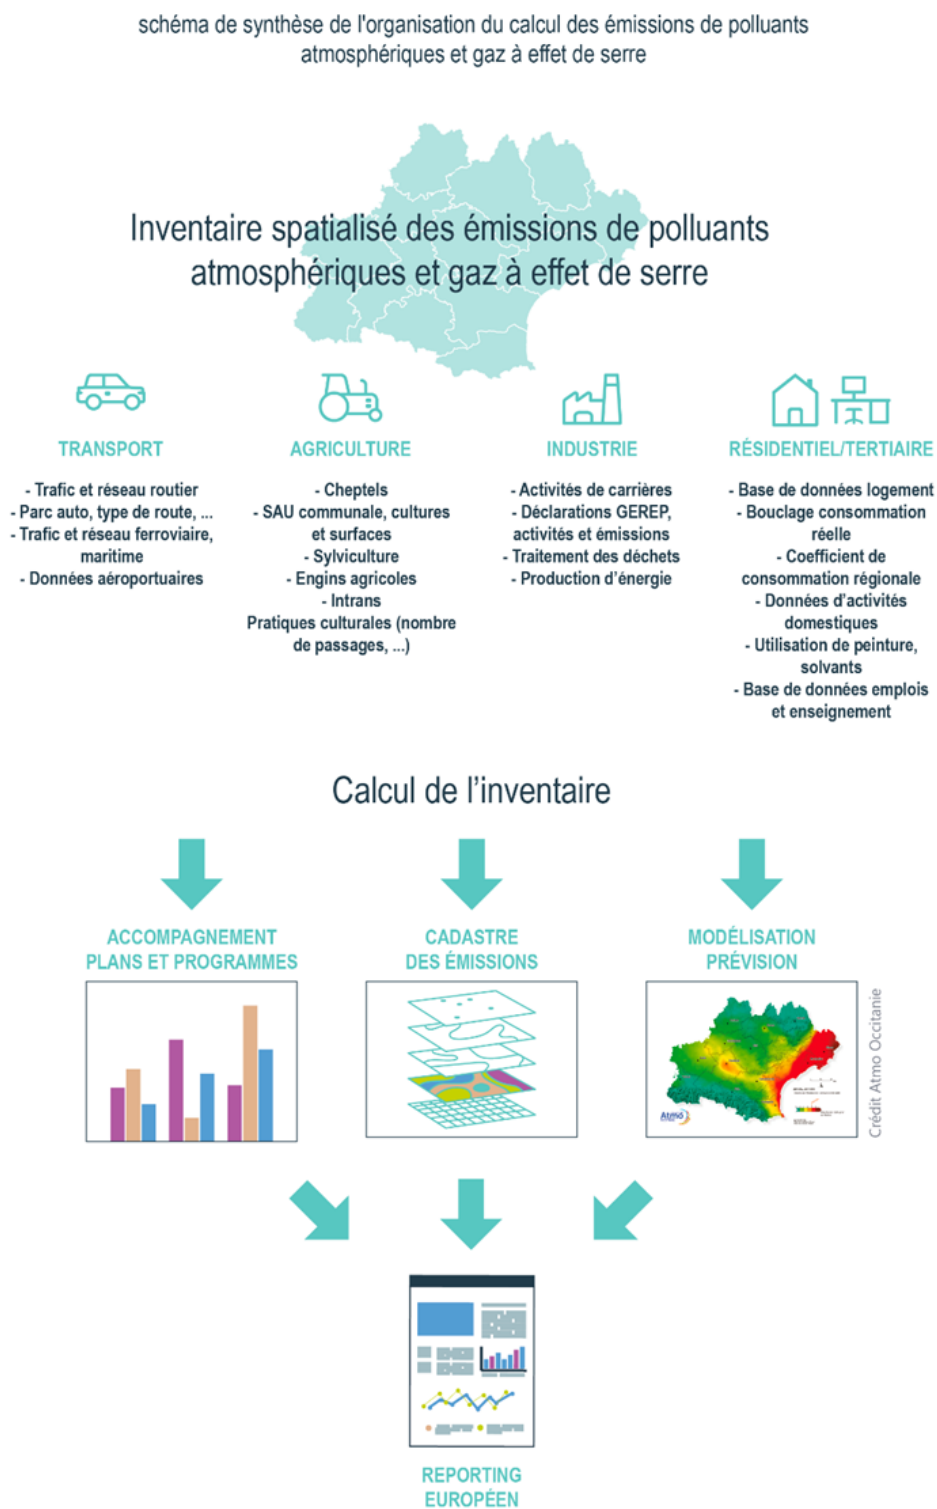 schéma de synthèse de l'organisation du calcul des émissions de polluants
atmosphériques et gaz à effet de serre
Inventaire spatialisé des émissions de polluants
atmosphériques et gaz à effet de serre
TRANSPORT
- Trafic et réseau routier
- Parc auto, type de route, ...
- Trafic et réseau ferroviaire,
maritime
- Données aéroportuaires
AGRICULTURE
- Cheptels
- SAU communale, cultures
et surfaces
- Sylviculture
- Engins agricoles
- Intrans
Pratiques culturales (nombre
de passages, ...)
INDUSTRIE
- Activités de carrières
- Déclarations GEREP,
activités et émissions
- Traitement des déchets
- Production d'énergie
RÉSIDENTIEL/TERTIAIRE
- Base de données logement
- Bouclage consommation
réelle
- Coefficient de
consommation régionale
- Données d'activités
domestiques
- Utilisation de peinture,
solvants
- Base de données emplois
et enseignement
Calcul de l'inventaire
ACCOMPAGNEMENT
PLANS ET PROGRAMMES
CADASTRE
DES ÉMISSIONS
MODÉLISATION
PRÉVISION
Atmo
Crédit Atmo Occitanie
REPORTING
EUROPÉEN